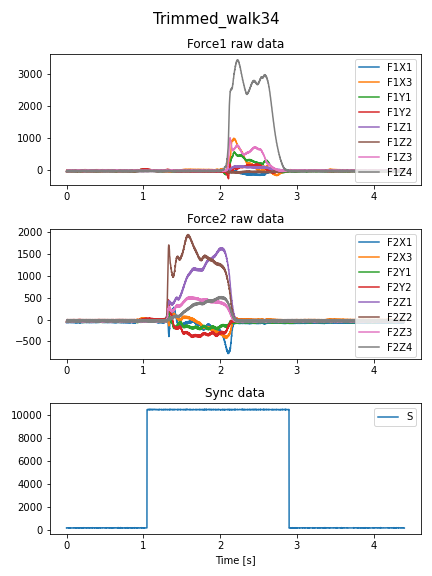 Trimmed_walk34
Force1 raw data
3000
2000
1000
0
F1X1
F1X3
F1Y1
F1Y2
F1Z1
F1Z2
F1Z3
F1Z4
0 1 2 3 4
Force2 raw data
2000
1500
1000
500
0
−500
F2X1
F2X3
F2Y1
F2Y2
F2Z1
F2Z2
F2Z3
F2Z4
0 1 2 3 4
Sync data
10000
8000
6000
4000
2000
0
S
0 1 2 3 4
Time [s]